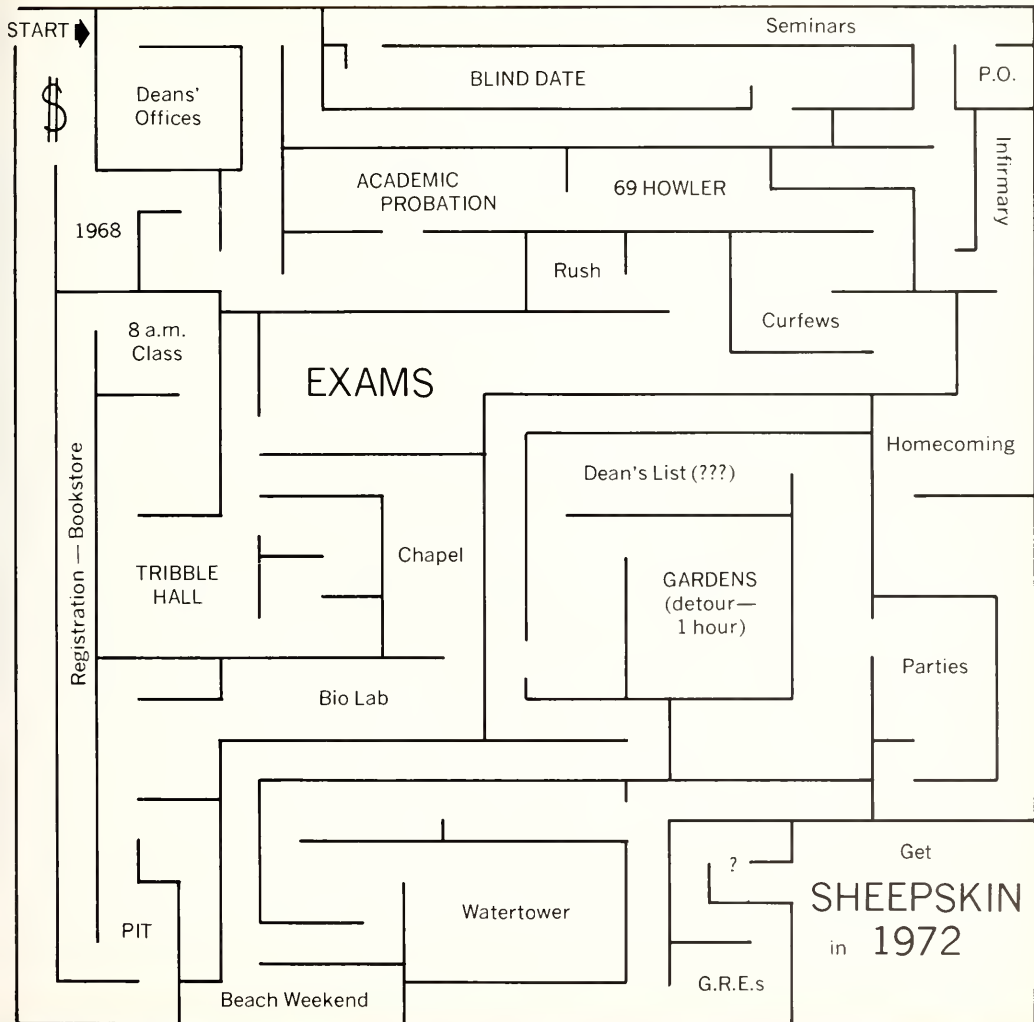 START
Seminars
$
Deans'
Offices
BLIND DATE
P.O.
Infirmary
ACADEMIC
PROBATION
69 HOWLER
1968
Rush
8 a.m.
Class
Curfews
EXAMS
Homecoming
Dean's List (???)
Registration — Bookstore
Chapel
TRIBBLE
HALL
GARDENS
(detour—
1 hour)
Parties
Bio Lab
?
Get
SHEEPSKIN
in 1972
Watertower
PIT
G.R.E.s
Beach Weekend